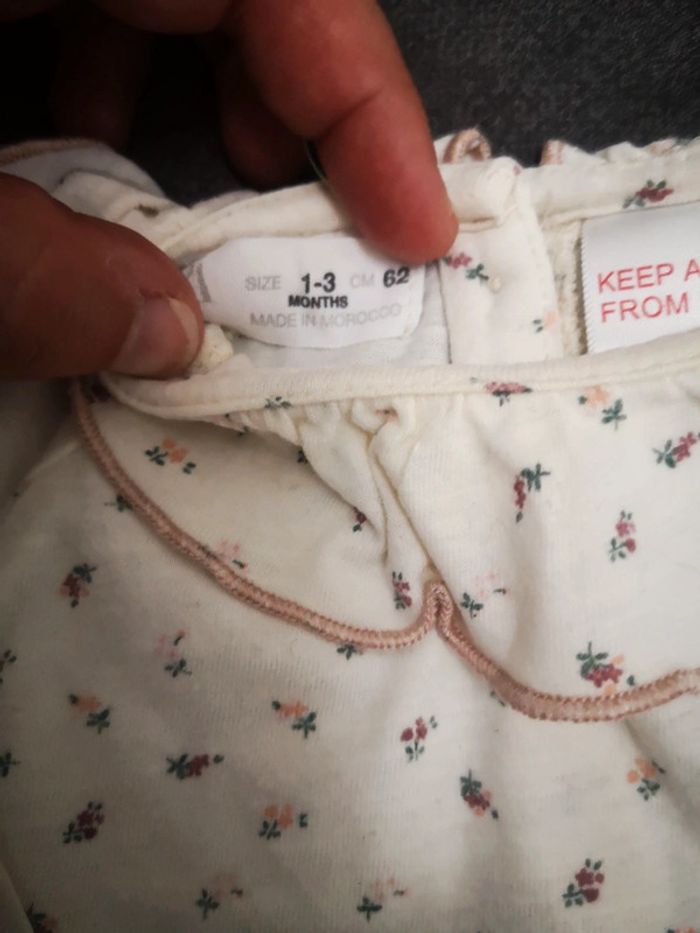 SIZE 1-3 CM 62
MONTHS
MADE IN MOROCCO
KEEP A
FROM